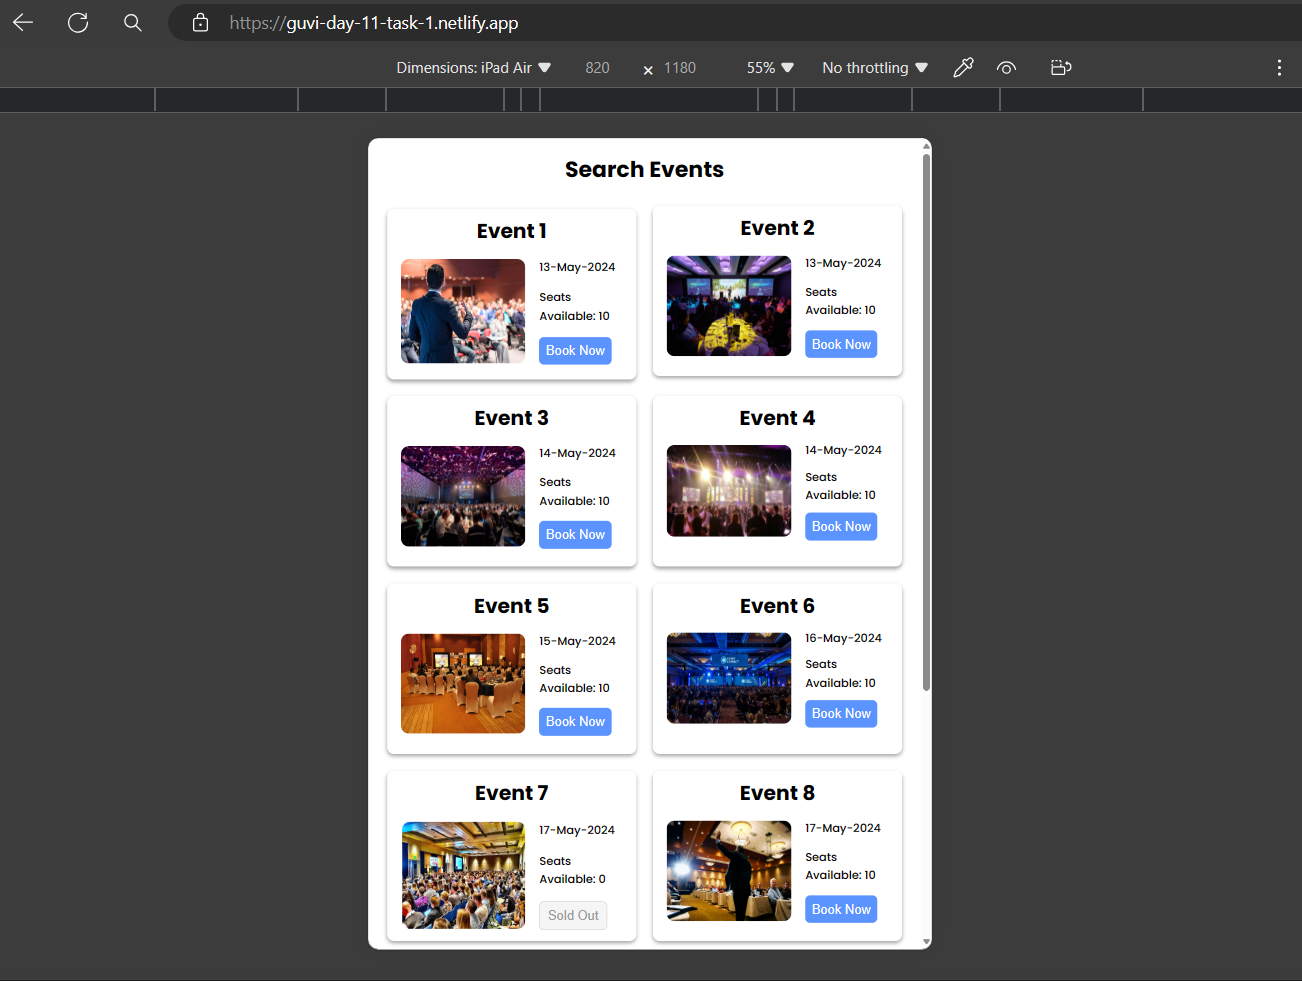 https://guvi-day-11-task-1.netlify.app
Dimensions: iPad Air ▼ 820 × 1180 55% ▼ No throttling ▼
Search Events
Event 1
13-May-2024
Seats
Available: 10
Book Now
Event 2
13-May-2024
Seats
Available: 10
Book Now
Event 3
14-May-2024
Seats
Available: 10
Book Now
Event 4
14-May-2024
Seats
Available: 10
Book Now
Event 5
15-May-2024
Seats
Available: 10
Book Now
Event 6
16-May-2024
Seats
Available: 10
Book Now
Event 7
17-May-2024
Seats
Available: 0
Sold Out
Event 8
17-May-2024
Seats
Available: 10
Book Now